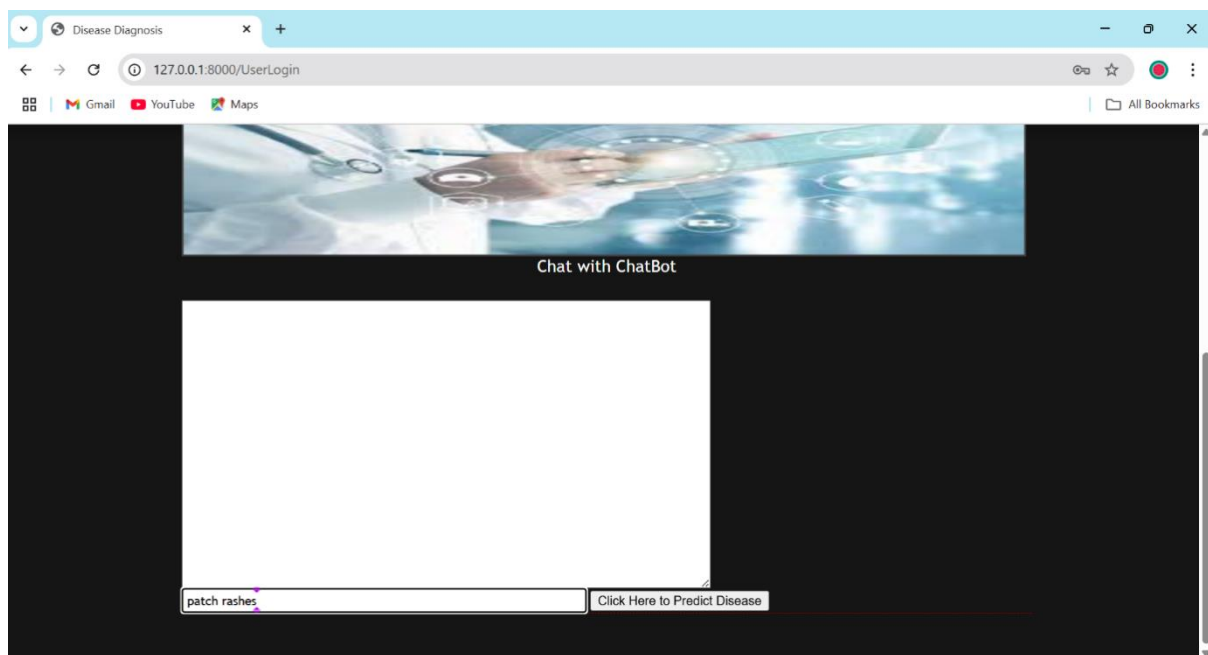 Disease Diagnosis
127.0.0.1:8000/UserLogin
Gmail YouTube Maps All Bookmarks
Chat with ChatBot
patch rashes Click Here to Predict Disease